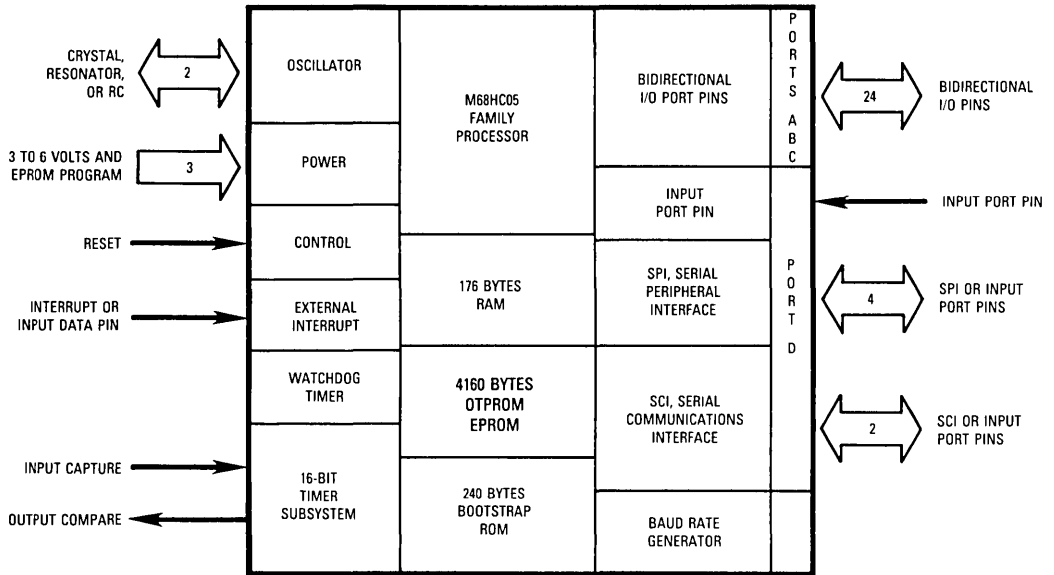 CRYSTAL,
RESONATOR,
OR RC
2
3 TO 6 VOLTS AND
EPROM PROGRAM
3
RESET
INTERRUPT OR
INPUT DATA PIN
INPUT CAPTURE
OUTPUT COMPARE
OSCILLATOR
POWER
CONTROL
EXTERNAL
INTERRUPT
WATCHDOG
TIMER
16-BIT
TIMER
SUBSYSTEM
M68HC05
FAMILY
PROCESSOR
176 BYTES
RAM
4160 BYTES
OTPROM
EPROM
240 BYTES
BOOTSTRAP
ROM
BIDIRECTIONAL
I/O PORT PINS
INPUT
PORT PIN
SPI, SERIAL
PERIPHERAL
INTERFACE
SCI, SERIAL
COMMUNICATIONS
INTERFACE
BAUD RATE
GENERATOR
PORTS ABC
PORT D
24
BIDIRECTIONAL
I/O PINS
INPUT PORT PIN
4
SPI OR INPUT
PORT PINS
2
SCI OR INPUT
PORT PINS